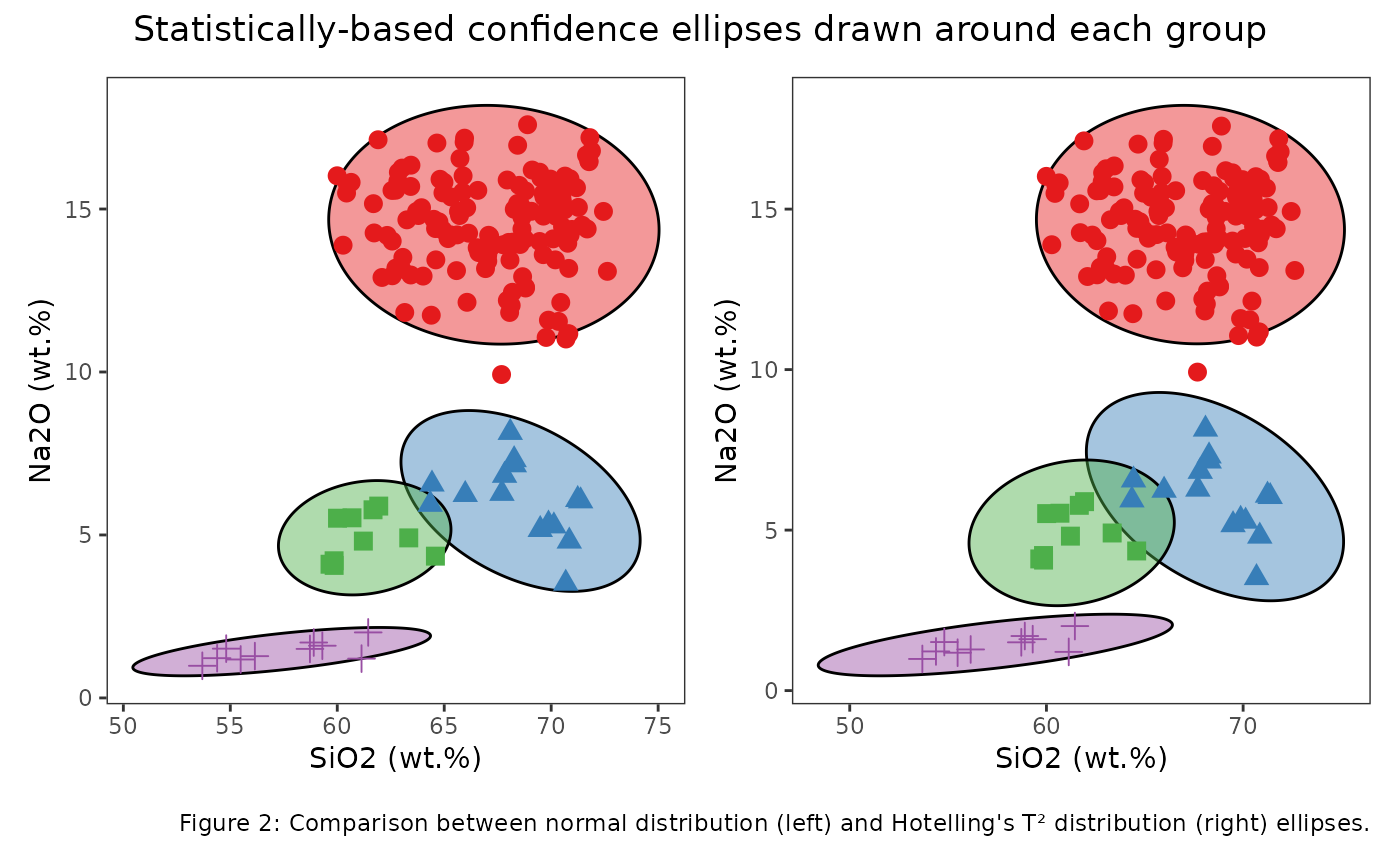 Statistically-based confidence ellipses drawn around each group
Na2O (wt.%)
15
10
5
0
50 55 60 65 70 75
SiO2 (wt.%)
Na2O (wt.%)
15
10
5
0
50 60 70
SiO2 (wt.%)
Figure 2: Comparison between normal distribution (left) and Hotelling's T² distribution (right) ellipses.